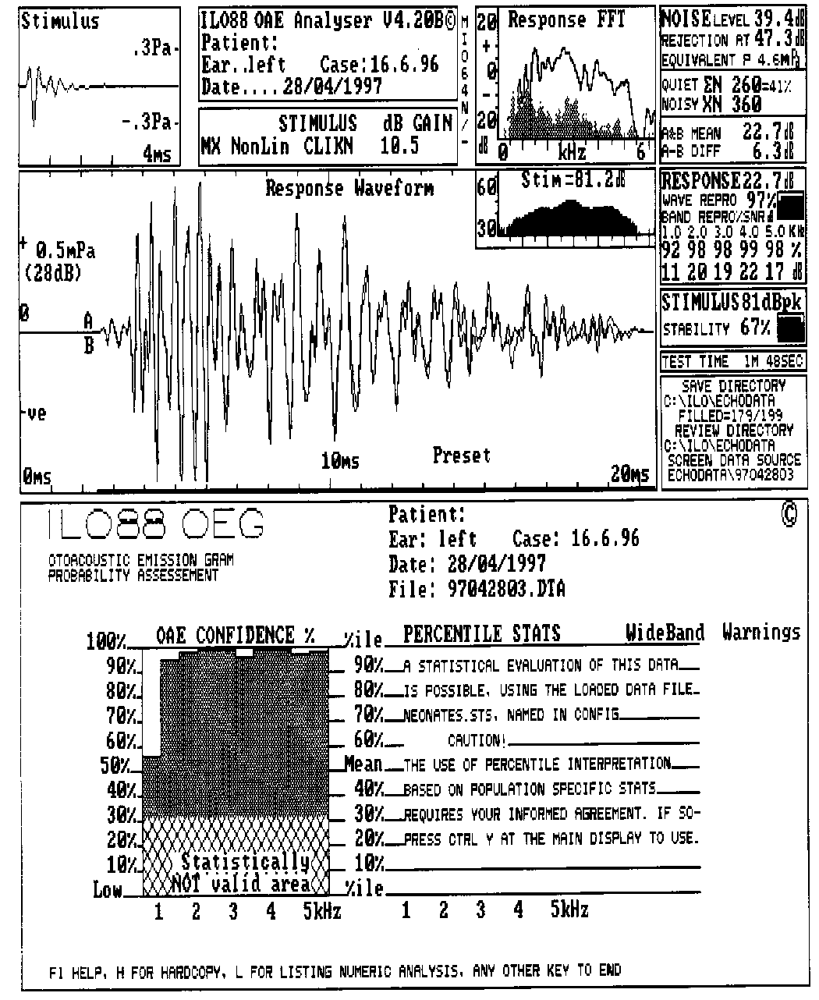 Stimulus
.3Pa-
-.3Pa-
4ms
ILO88 OAE Analyser V4.20B©
Patient:
Ear..left Case:16.6.96
Date....28/04/1997
STIMULUS dB GAIN
MX NonLin CLIKN 10.5
Response FFT
20
+
0
-
20
dB 0 kHz 6
NOISE LEVEL 39.4dB
REJECTION AT 47.3dB
EQUIVALENT P 4.6mPa
QUIET ΣN 260=41%
NOISY XN 360
A&B MEAN 22.7dB
A-B DIFF 6.3dB
Response Waveform
+ 0.5mPa
(28dB)
0
A
B
-ve
0ms
10ms
Preset
20ms
60 Stim=81.2dB
30
RESPONSE 22.7dB
WAVE REPRO 97%
BAND REPRO%SNR dB
1.0 2.0 3.0 4.0 5.0 KHz
92 98 98 99 98 %
11 20 19 22 17 dB
STIMULUS 81dBpk
STABILITY 67%
TEST TIME 1M 48SEC
SAVE DIRECTORY
C:\ILO\ECHODATA
FILLED=179/199
REVIEW DIRECTORY
C:\ILO\ECHODATA
SCREEN DATA SOURCE
ECHODATA\97042803
ILO88 OEG
OTOACOUSTIC EMISSION GRAM
PROBABILITY ASSESSEMENT
Patient:
Ear: left Case: 16.6.96
Date: 28/04/1997
File: 97042803.DTA
©
OAE CONFIDENCE %
100%
90%
80%
70%
60%
50%
40%
30%
20%
10%
Low
Statistically
NOT valid area
1 2 3 4 5kHz
%ile PERCENTILE STATS WideBand Warnings
90% A STATISTICAL EVALUATION OF THIS DATA
80% IS POSSIBLE, USING THE LOADED DATA FILE
70% NEONATES.STS, NAMED IN CONFIG
60% CAUTION!
Mean THE USE OF PERCENTILE INTERPRETATION
40% BASED ON POPULATION SPECIFIC STATS
30% REQUIRES YOUR INFORMED AGREEMENT. IF SO-
20% PRESS CTRL Y AT THE MAIN DISPLAY TO USE.
10%
%ile
1 2 3 4 5kHz
F1 HELP, H FOR HARDCOPY, L FOR LISTING NUMERIC ANALYSIS, ANY OTHER KEY TO END